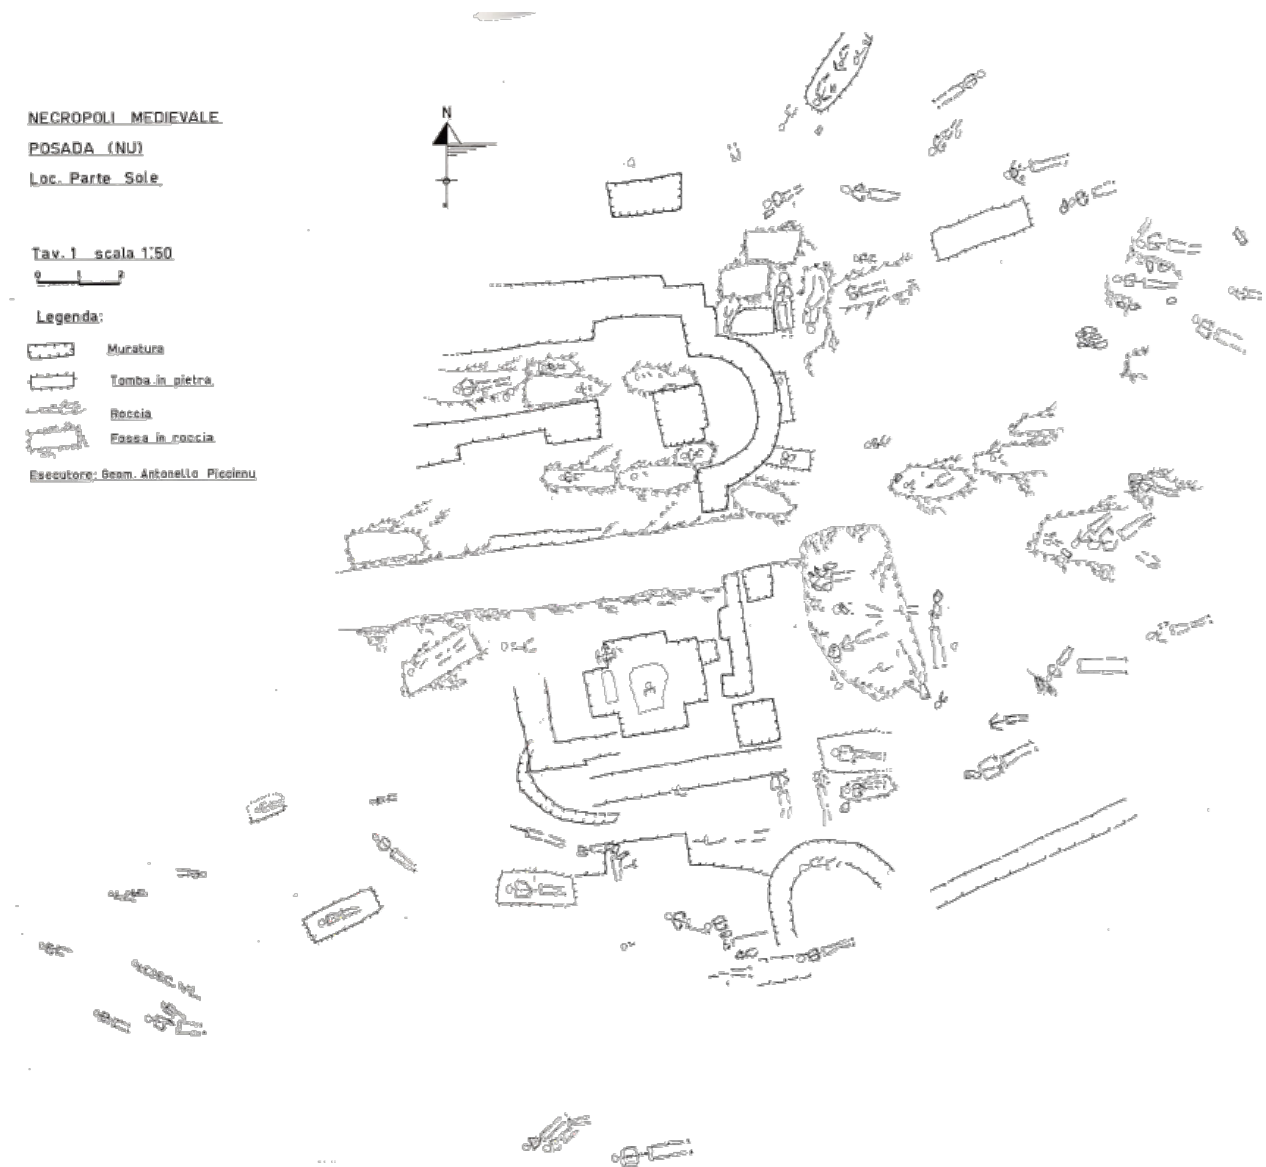 NECROPOLI MEDIEVALE
POSADA (NU)
Loc. Parte Sole
N
Tav. 1 scala 1:50
0 1 2
Legenda:
Muratura
Tomba in pietra
Roccia
Fossa in roccia
Esecutore: Geom. Antonello Piccinnu